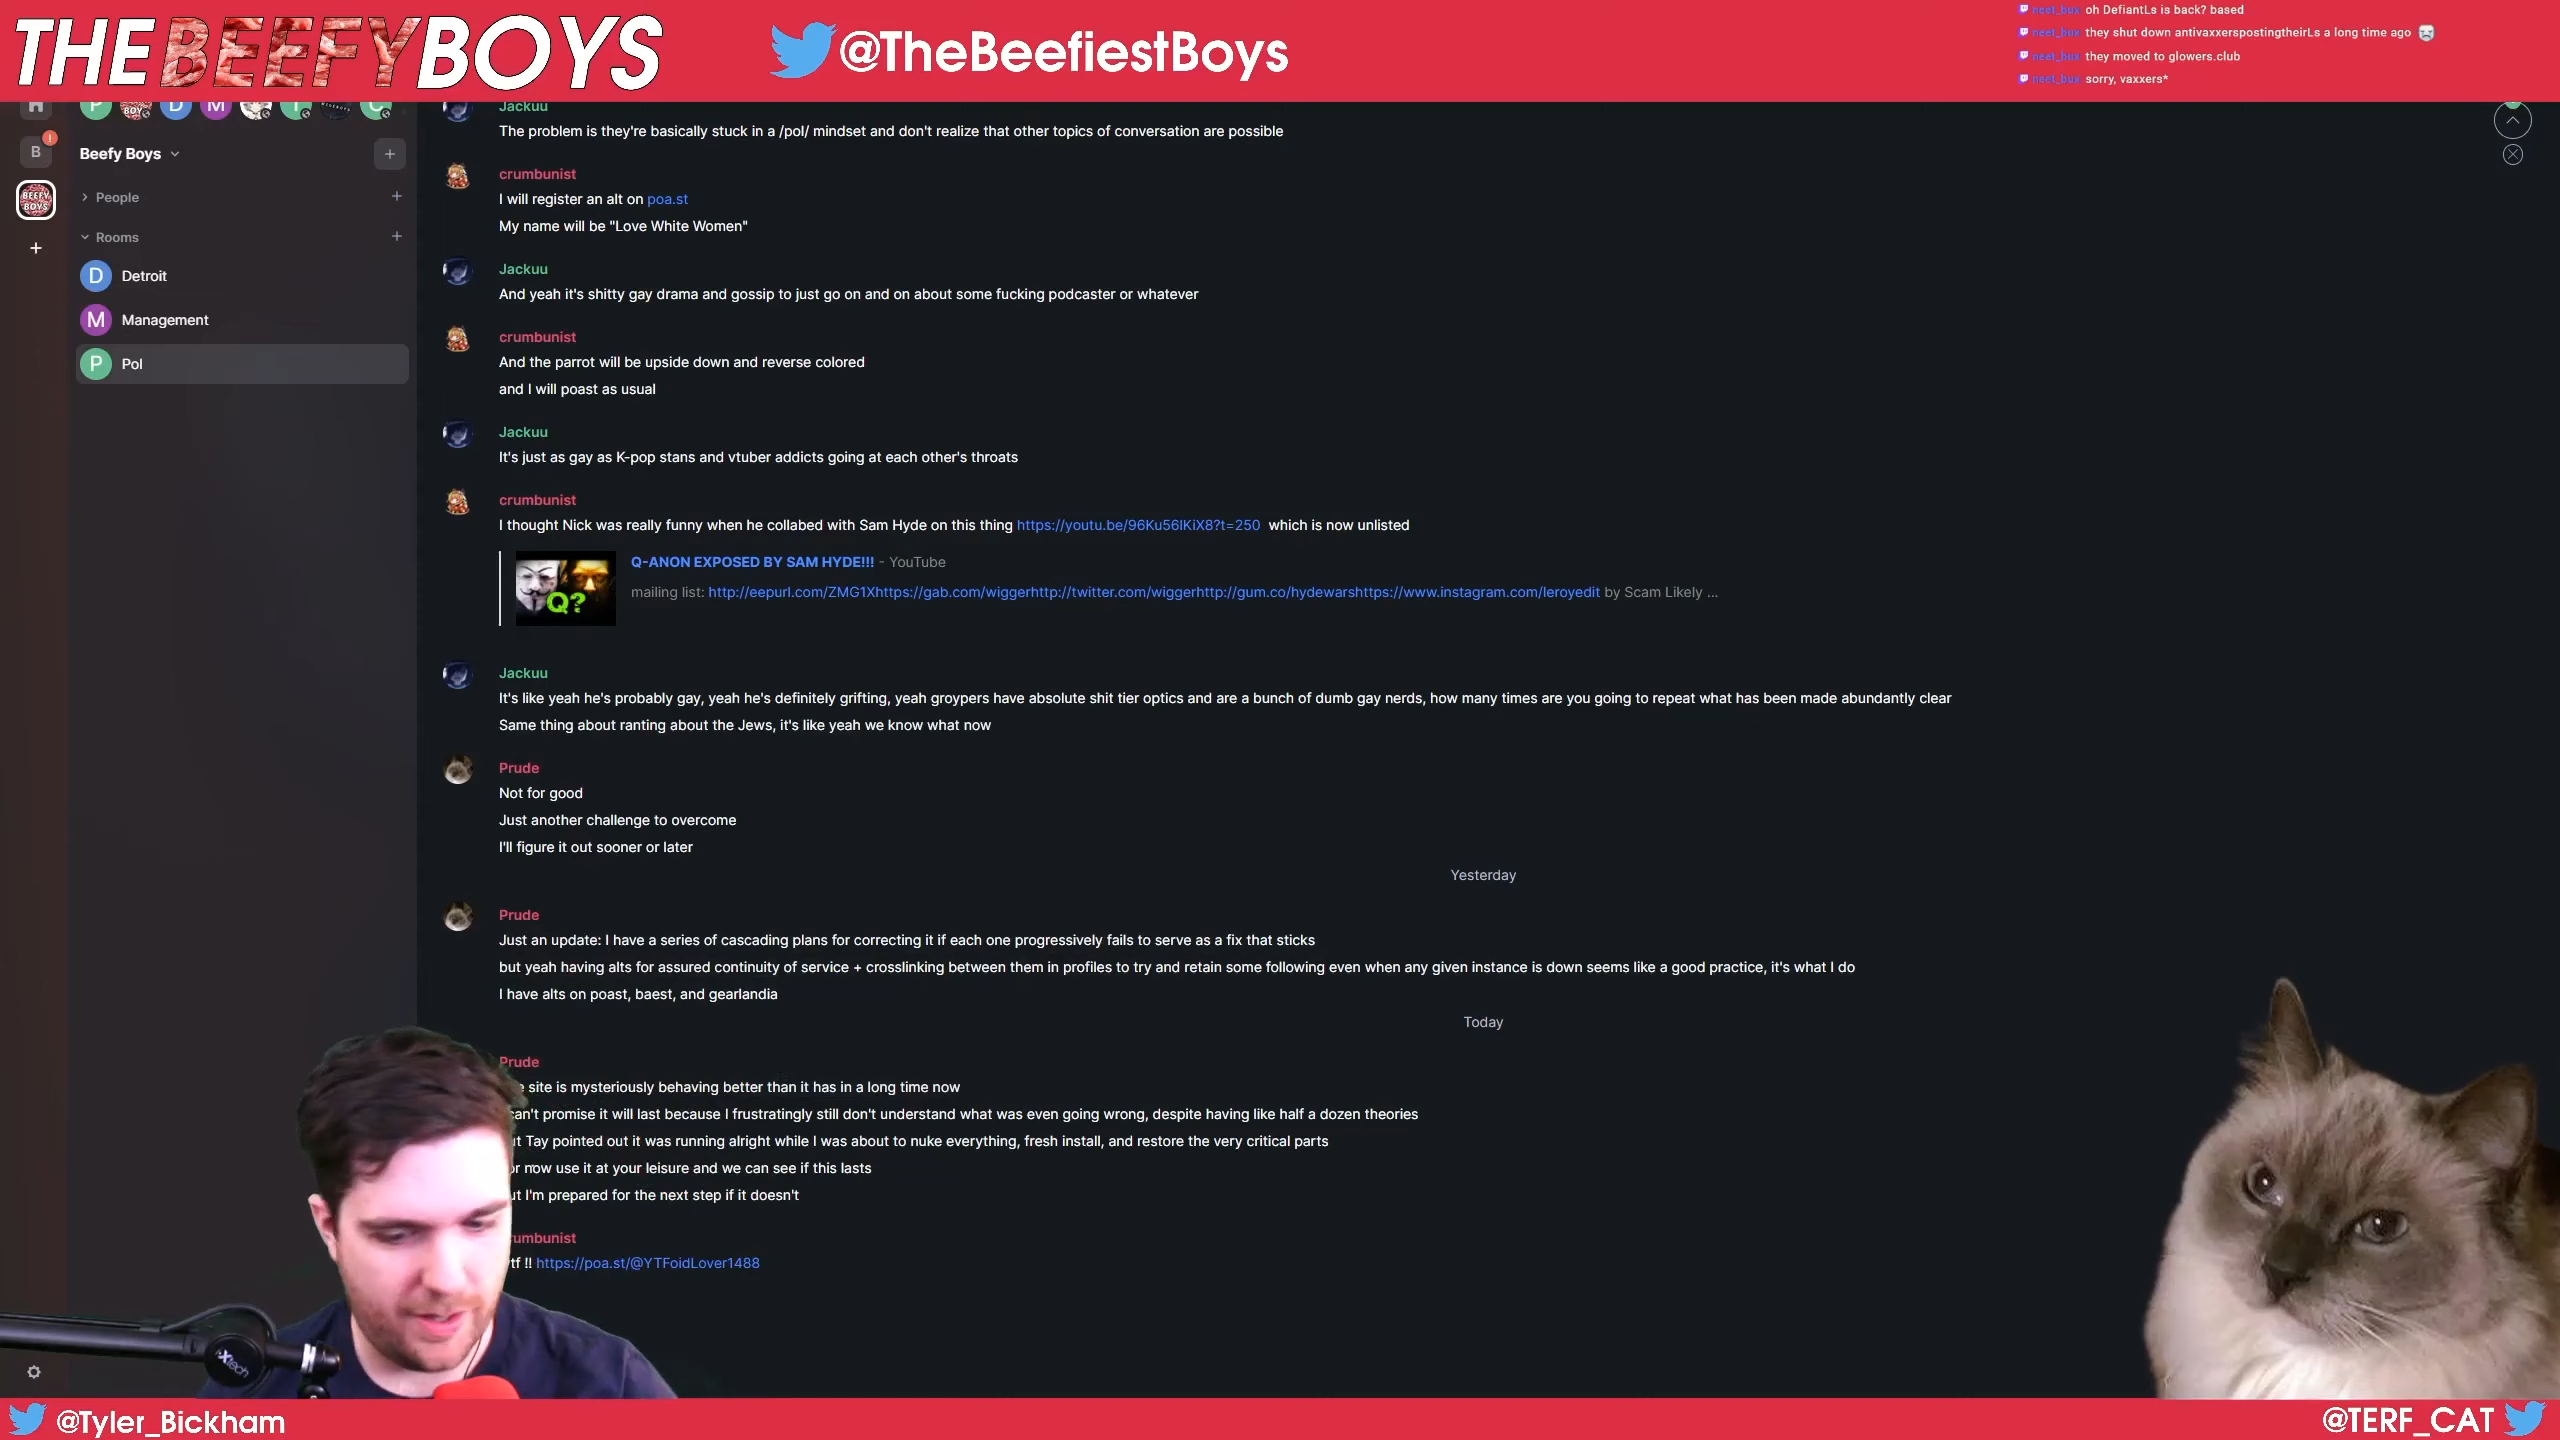 THE BEEFY BOYS
@TheBeefiestBoys
neet_bux oh DefiantLs is back? based
neet_bux they shut down antivaxxerspostingtheirLs a long time ago
neet_bux they moved to glowers.club
neet_bux sorry, vaxxers*
B
Beefy Boys
People
Rooms
D Detroit
M Management
P Pol
Jackuu
The problem is they're basically stuck in a /pol/ mindset and don't realize that other topics of conversation are possible
crumbunist
I will register an alt on poa.st
My name will be "Love White Women"
Jackuu
And yeah it's shitty gay drama and gossip to just go on and on about some fucking podcaster or whatever
crumbunist
And the parrot will be upside down and reverse colored
and I will poast as usual
Jackuu
It's just as gay as K-pop stans and vtuber addicts going at each other's throats
crumbunist
I thought Nick was really funny when he collabed with Sam Hyde on this thing https://youtu.be/96Ku56IKiX8?t=250 which is now unlisted
Q-ANON EXPOSED BY SAM HYDE!!! - YouTube
Q?
mailing list: http://eepurl.com/ZMG1Xhttps://gab.com/wiggerhttp://twitter.com/wiggerhttp://gum.co/hydewarshttps://www.instagram.com/leroyedit by Scam Likely ...
Jackuu
It's like yeah he's probably gay, yeah he's definitely grifting, yeah groypers have absolute shit tier optics and are a bunch of dumb gay nerds, how many times are you going to repeat what has been made abundantly clear
Same thing about ranting about the Jews, it's like yeah we know what now
Prude
Not for good
Just another challenge to overcome
I'll figure it out sooner or later
Yesterday
Prude
Just an update: I have a series of cascading plans for correcting it if each one progressively fails to serve as a fix that sticks
but yeah having alts for assured continuity of service + crosslinking between them in profiles to try and retain some following even when any given instance is down seems like a good practice, it's what I do
I have alts on poast, baest, and gearlandia
Today
Prude
site is mysteriously behaving better than it has in a long time now
can't promise it will last because I frustratingly still don't understand what was even going wrong, despite having like half a dozen theories
Tay pointed out it was running alright while I was about to nuke everything, fresh install, and restore the very critical parts
now use it at your leisure and we can see if this lasts
I'm prepared for the next step if it doesn't
umbunist
tf !! https://poa.st/@YTFoidLover1488
@Tyler_Bickham
@TERF_CAT